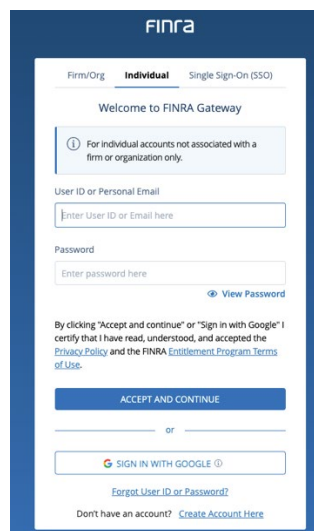 FINRA
Firm/Org Individual Single Sign-On (SSO)
Welcome to FINRA Gateway
For individual accounts not associated with a
firm or organization only.
User ID or Personal Email
Enter User ID or Email here
Password
Enter password here
View Password
By clicking "Accept and continue" or "Sign in with Google" I
certify that I have read, understood, and accepted the
Privacy Policy and the FINRA Entitlement Program Terms
of Use.
ACCEPT AND CONTINUE
or
SIGN IN WITH GOOGLE
Forgot User ID or Password?
Don't have an account? Create Account Here